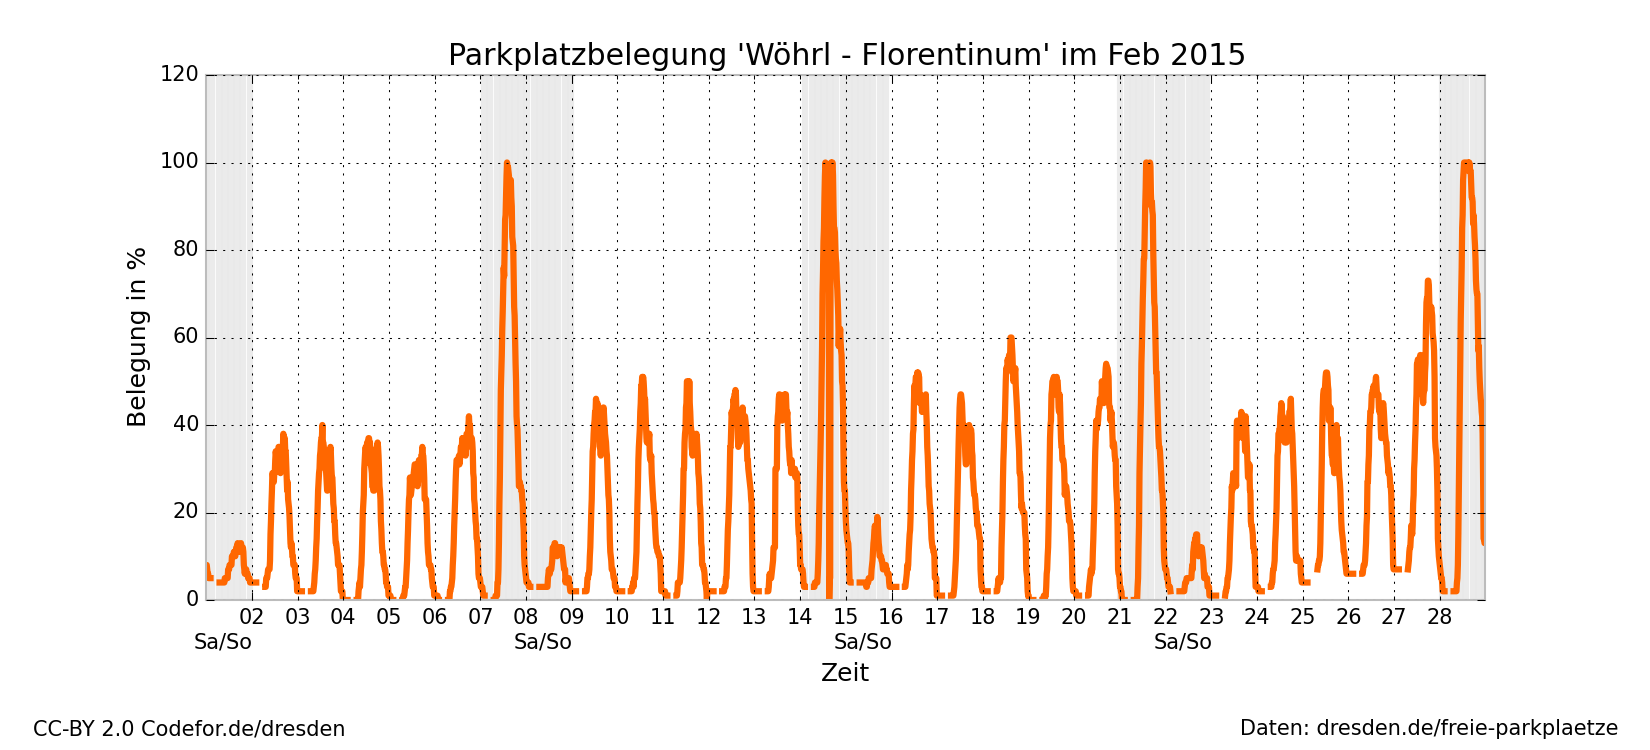 Parkplatzbelegung 'Wöhrl - Florentinum' im Feb 2015
120
100
80
60
40
20
0
Belegung in %
02 03 04 05 06 07 08 09 10 11 12 13 14 15 16 17 18 19 20 21 22 23 24 25 26 27 28
Sa/So Sa/So Sa/So Sa/So
Zeit
CC-BY 2.0 Codefor.de/dresden
Daten: dresden.de/freie-parkplaetze